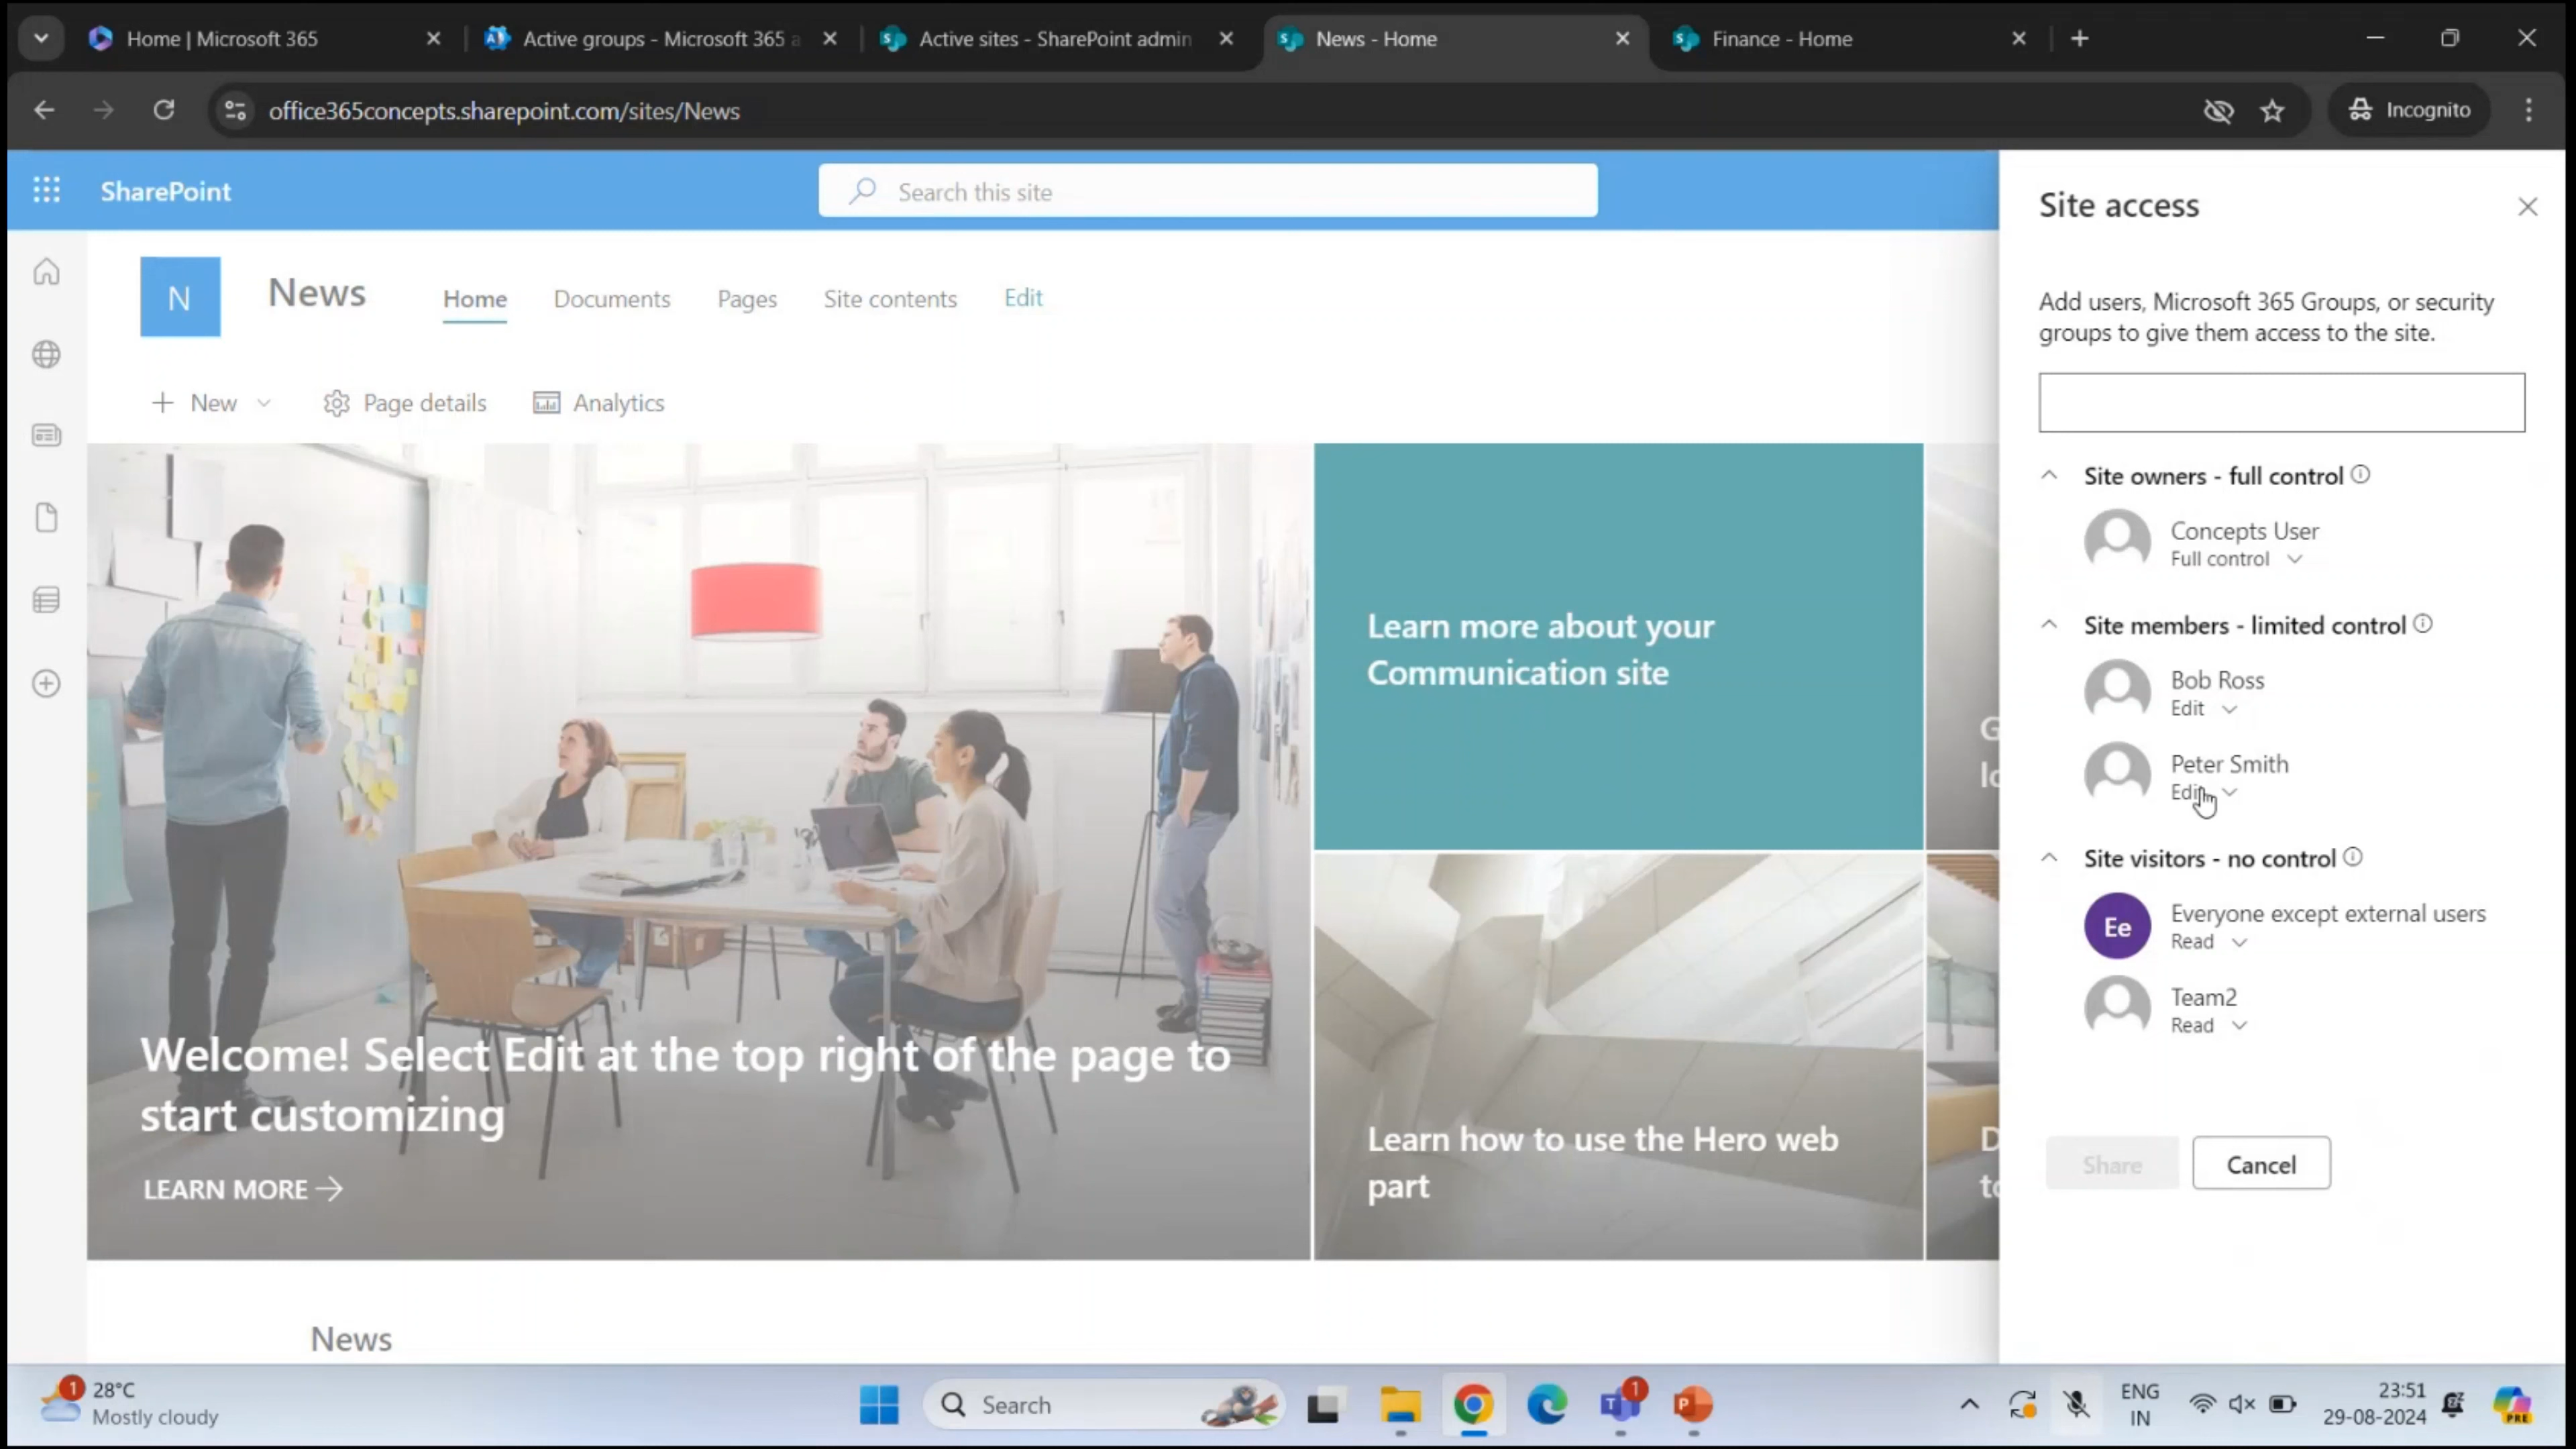 Home | Microsoft 365
Active groups - Microsoft 365 a
Active sites - SharePoint admin
News - Home
Finance - Home
office365concepts.sharepoint.com/sites/News
Incognito
SharePoint
Search this site
N
News
Home
Documents
Pages
Site contents
Edit
New
Page details
Analytics
Welcome! Select Edit at the top right of the page to
start customizing
LEARN MORE
Learn more about your
Communication site
Learn how to use the Hero web
part
G
lo
D
to
News
Site access
Add users, Microsoft 365 Groups, or security
groups to give them access to the site.
Site owners - full control
Concepts User
Full control
Site members - limited control
Bob Ross
Edit
Peter Smith
Edit
Site visitors - no control
Ee
Everyone except external users
Read
Team2
Read
Share
Cancel
1
28°C
Mostly cloudy
Search
1
ENG
IN
23:51
29-08-2024
PRE